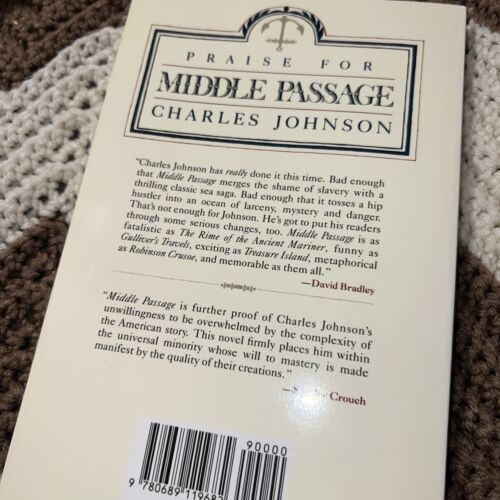 PRAISE FOR
MIDDLE PASSAGE
CHARLES JOHNSON
“Charles Johnson has really done it this time. Bad enough
that Middle Passage merges the shame of slavery with a
thrilling classic sea saga. Bad enough that it tosses a hip
hustler into an ocean of larceny, mystery and danger.
That’s not enough for Johnson. He’s got to put his readers
through some serious changes, too. Middle Passage is as
fatalistic as The Rime of the Ancient Mariner, funny as
Gulliver’s Travels, exciting as Treasure Island, metaphorical
as Robinson Crusoe, and memorable as them all.”
—David Bradley
“Middle Passage is further proof of Charles Johnson’s
unwillingness to be overwhelmed by the complexity of
the American story. This novel firmly places him within
the universal minority whose will to mastery is made
manifest by the quality of their creations.”
Crouch
90000
9 780689 11968